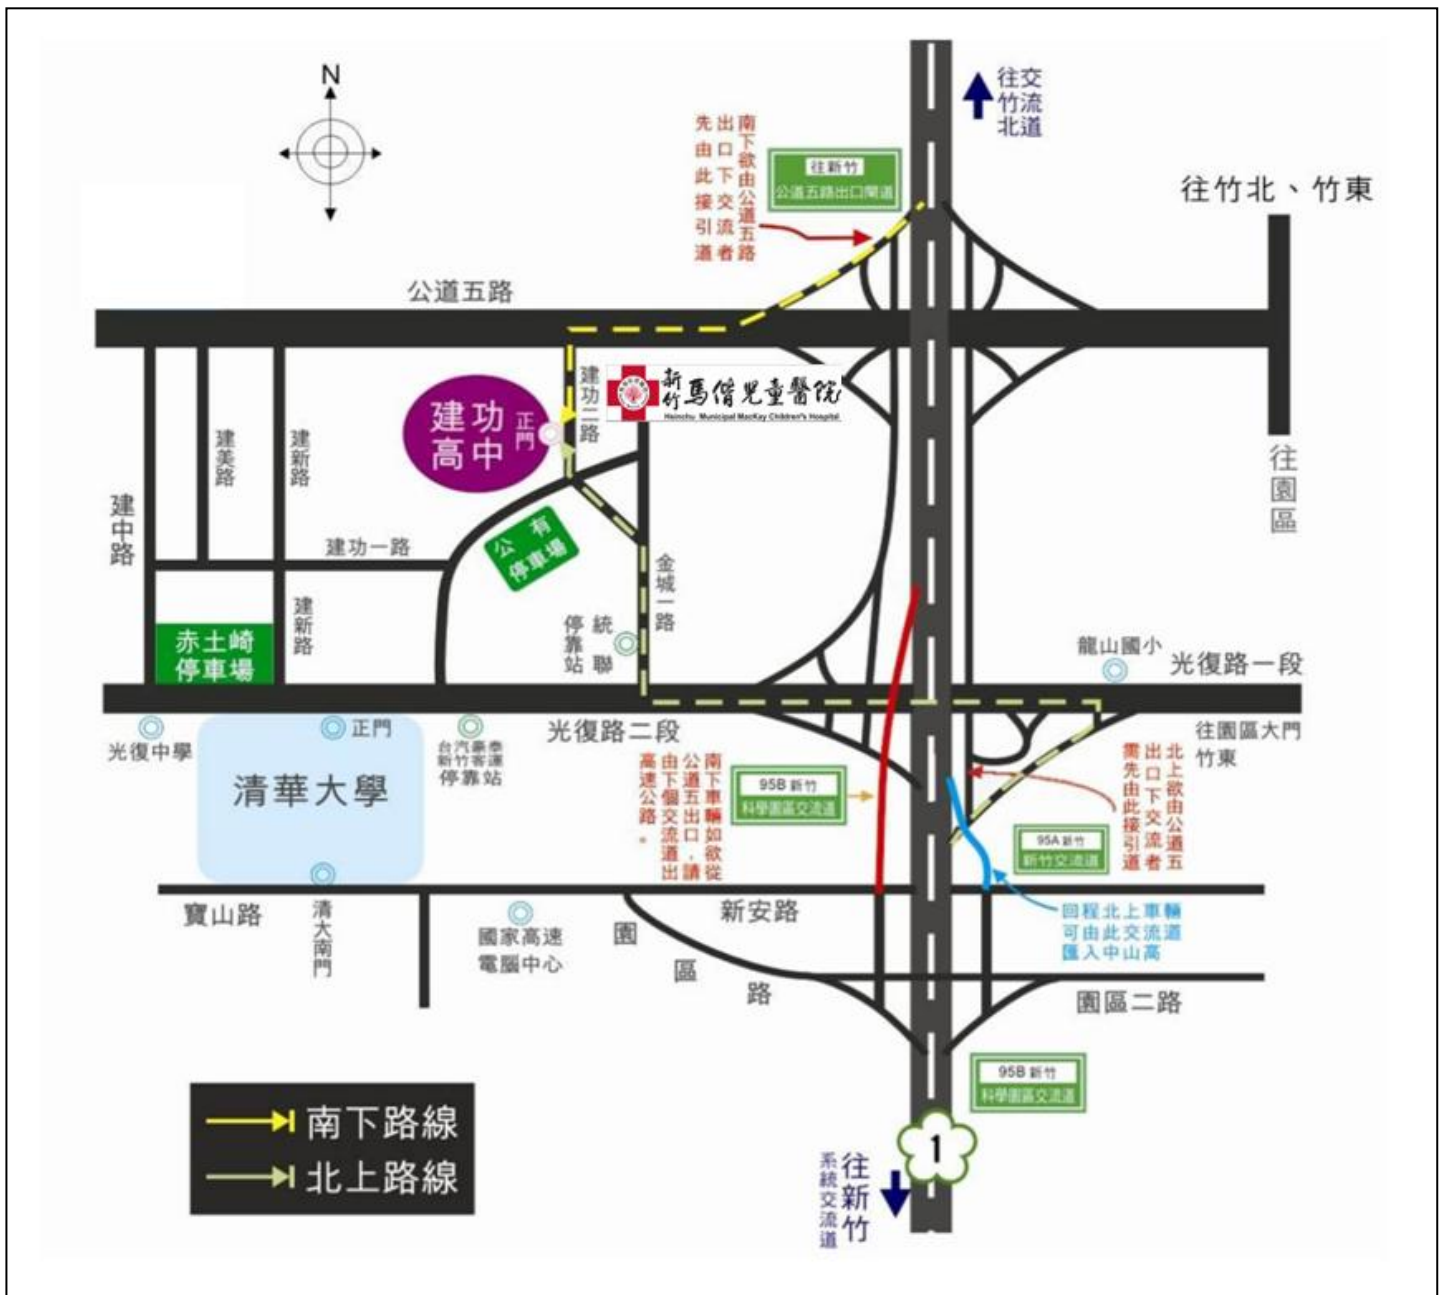 N
往交
竹流
北道
南下欲由公道五路
出口下交流者
先由此接引道
往新竹
公道五路出口閘道
往竹北、竹東
公道五路
建功二路
新竹馬偕兒童醫院
Hsinchu Municipal MacKay Children's Hospital
建功
高中
正門
建美路
建新路
往園區
建中路
建功一路
公有
停車場
金城一路
建新路
統聯
停靠站
赤土崎
停車場
龍山國小
光復路一段
光復中學
正門
台汽豪泰
新竹客運
停靠站
光復路二段
往園區大門
竹東
清華大學
南下車輛如欲從
公道五出口,請
由下個交流道出
高速公路。
95B 新竹
科學園區交流道
北上欲由公道五
出口下交流者
需先由此接引道
95A 新竹
新竹交流道
寶山路
清大南門
國家高速
電腦中心
新安路
園區路
回程北上車輛
可由此交流道
匯入中山高
園區二路
95B 新竹
科學園區交流道
南下路線
北上路線
1
往新竹
系統交流道